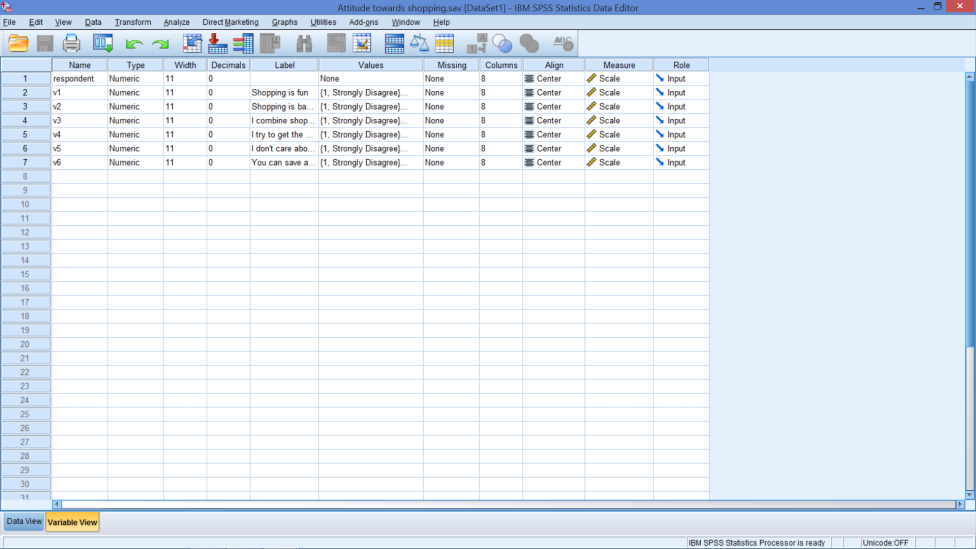 Attitude towards shopping.sav [DataSet1] - IBM SPSS Statistics Data Editor
File Edit View Data Transform Analyze Direct Marketing Graphs Utilities Add-gns Window Help
Name Type Width Decimals Label Values Missing Columns Align Measure Role
1 respondent Numeric 11 0 None None 8 Center Scale Input
2 v1 Numeric 11 0 Shopping is fun {1, Strongly Disagree}... None 8 Center Scale Input
3 v2 Numeric 11 0 Shopping is ba... {1, Strongly Disagree}... None 8 Center Scale Input
4 v3 Numeric 11 0 I combine shop... {1, Strongly Disagree}... None 8 Center Scale Input
5 v4 Numeric 11 0 I try to get the ... {1, Strongly Disagree}... None 8 Center Scale Input
6 v5 Numeric 11 0 I don't care abo... {1, Strongly Disagree}... None 8 Center Scale Input
7 v6 Numeric 11 0 You can save a... {1, Strongly Disagree}... None 8 Center Scale Input
8
9
10
11
12
13
14
15
16
17
18
19
20
21
22
23
24
25
26
27
28
29
30
31
Data View Variable View
IBM SPSS Statistics Processor is ready Unicode:OFF